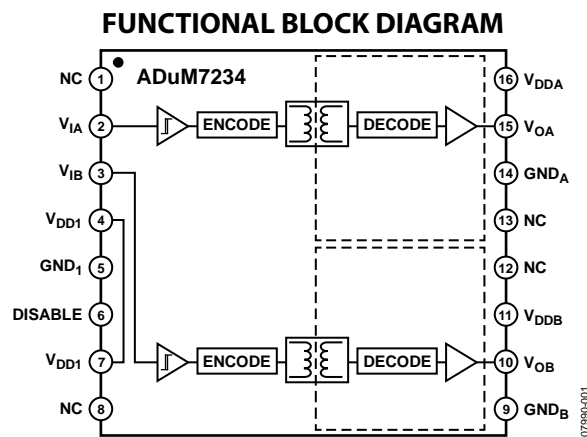 FUNCTIONAL BLOCK DIAGRAM
ADuM7234
NC 1
VIA 2
VIB 3
VDD1 4
GND1 5
DISABLE 6
VDD1 7
NC 8
ENCODE
DECODE
ENCODE
DECODE
16 VDDA
15 VOA
14 GNDA
13 NC
12 NC
11 VDDB
10 VOB
9 GNDB
07990-001